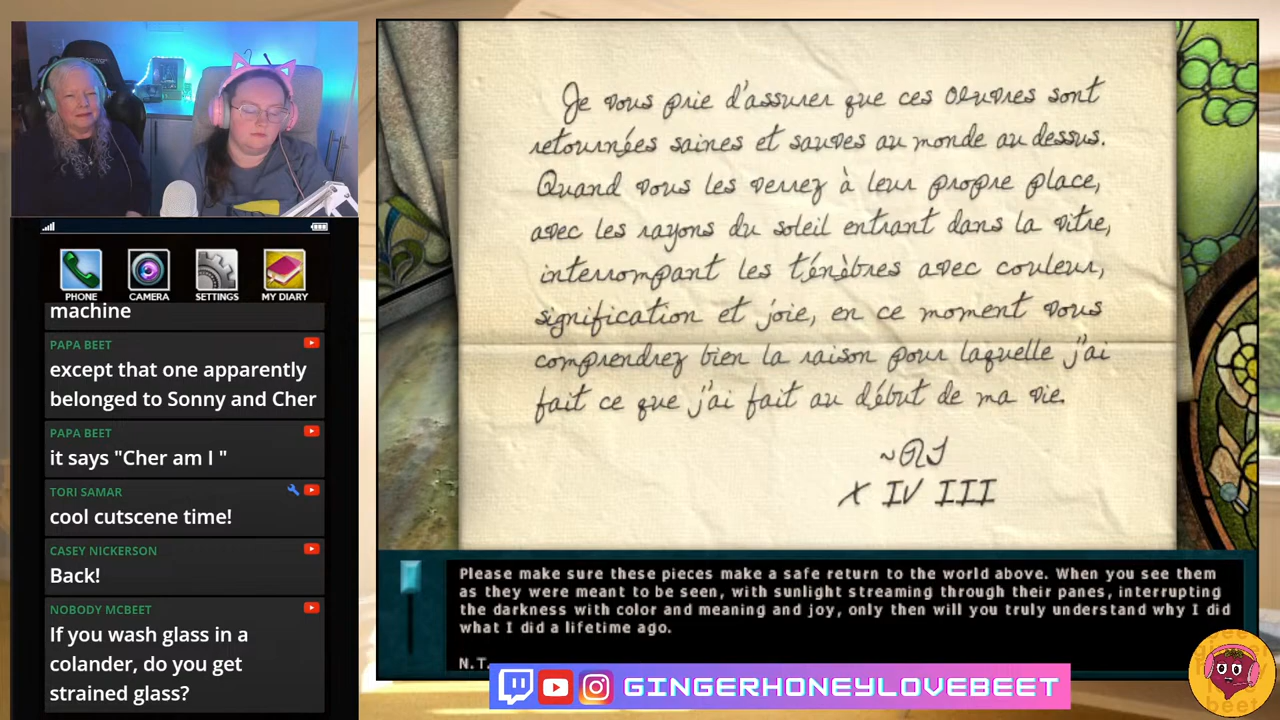 PHONE
CAMERA
SETTINGS
MY DIARY
machine
PAPA BEET
except that one apparently
belonged to Sonny and Cher
PAPA BEET
it says "Cher am I "
TORI SAMAR
cool cutscene time!
CASEY NICKERSON
Back!
NOBODY MCBEET
If you wash glass in a
colander, do you get
strained glass?
Je vous prie d'assurer que ces oeuvres sont
retournées saines et sauves au monde au dessus.
Quand vous les verrez à leur propre place,
avec les rayons du soleil entrant dans la vitre,
interrompant les ténèbres avec couleur,
signification et joie, en ce moment vous
comprendrez bien la raison pour laquelle j'ai
fait ce que j'ai fait au début de ma vie.
X IV III
Please make sure these pieces make a safe return to the world above. When you see them
as they were meant to be seen, with sunlight streaming through their panes, interrupting
the darkness with color and meaning and joy, only then will you truly understand why I did
what I did a lifetime ago.
N.T.
GINGERHONEYLOVEBEET